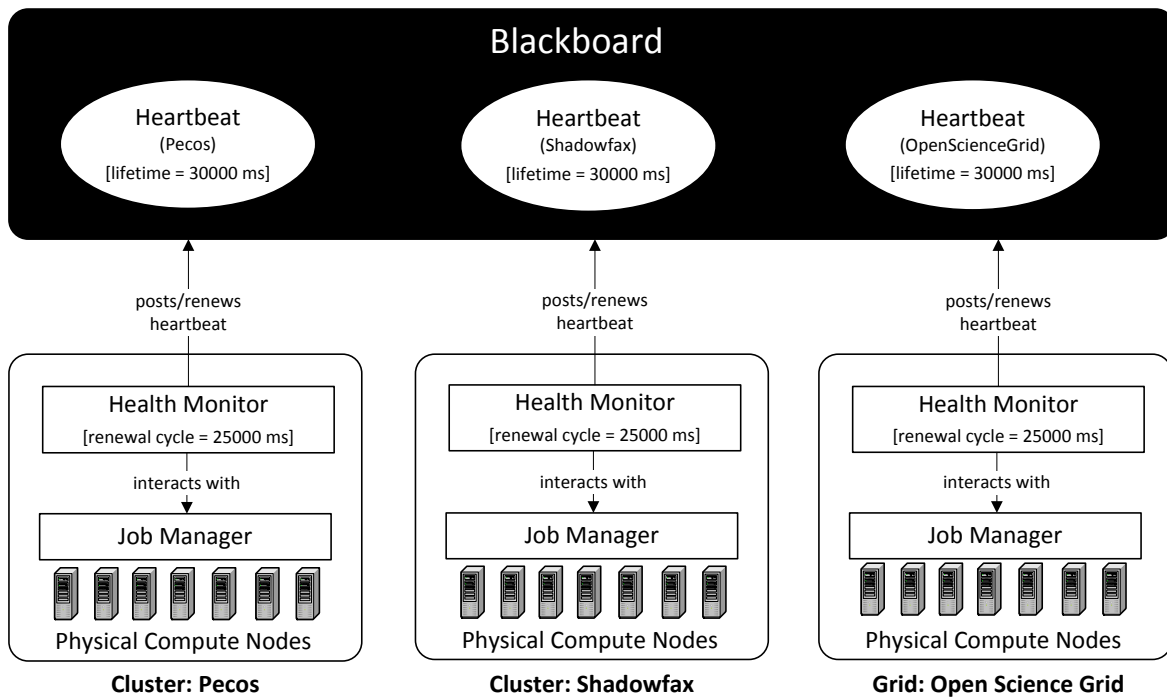 Blackboard
Heartbeat
(Pecos)
[lifetime = 30000 ms]
Heartbeat
(Shadowfax)
[lifetime = 30000 ms]
Heartbeat
(OpenScienceGrid)
[lifetime = 30000 ms]
posts/renews
heartbeat
posts/renews
heartbeat
posts/renews
heartbeat
Health Monitor
[renewal cycle = 25000 ms]
interacts with
Job Manager
Physical Compute Nodes
Cluster: Pecos
Health Monitor
[renewal cycle = 25000 ms]
interacts with
Job Manager
Physical Compute Nodes
Cluster: Shadowfax
Health Monitor
[renewal cycle = 25000 ms]
interacts with
Job Manager
Physical Compute Nodes
Grid: Open Science Grid